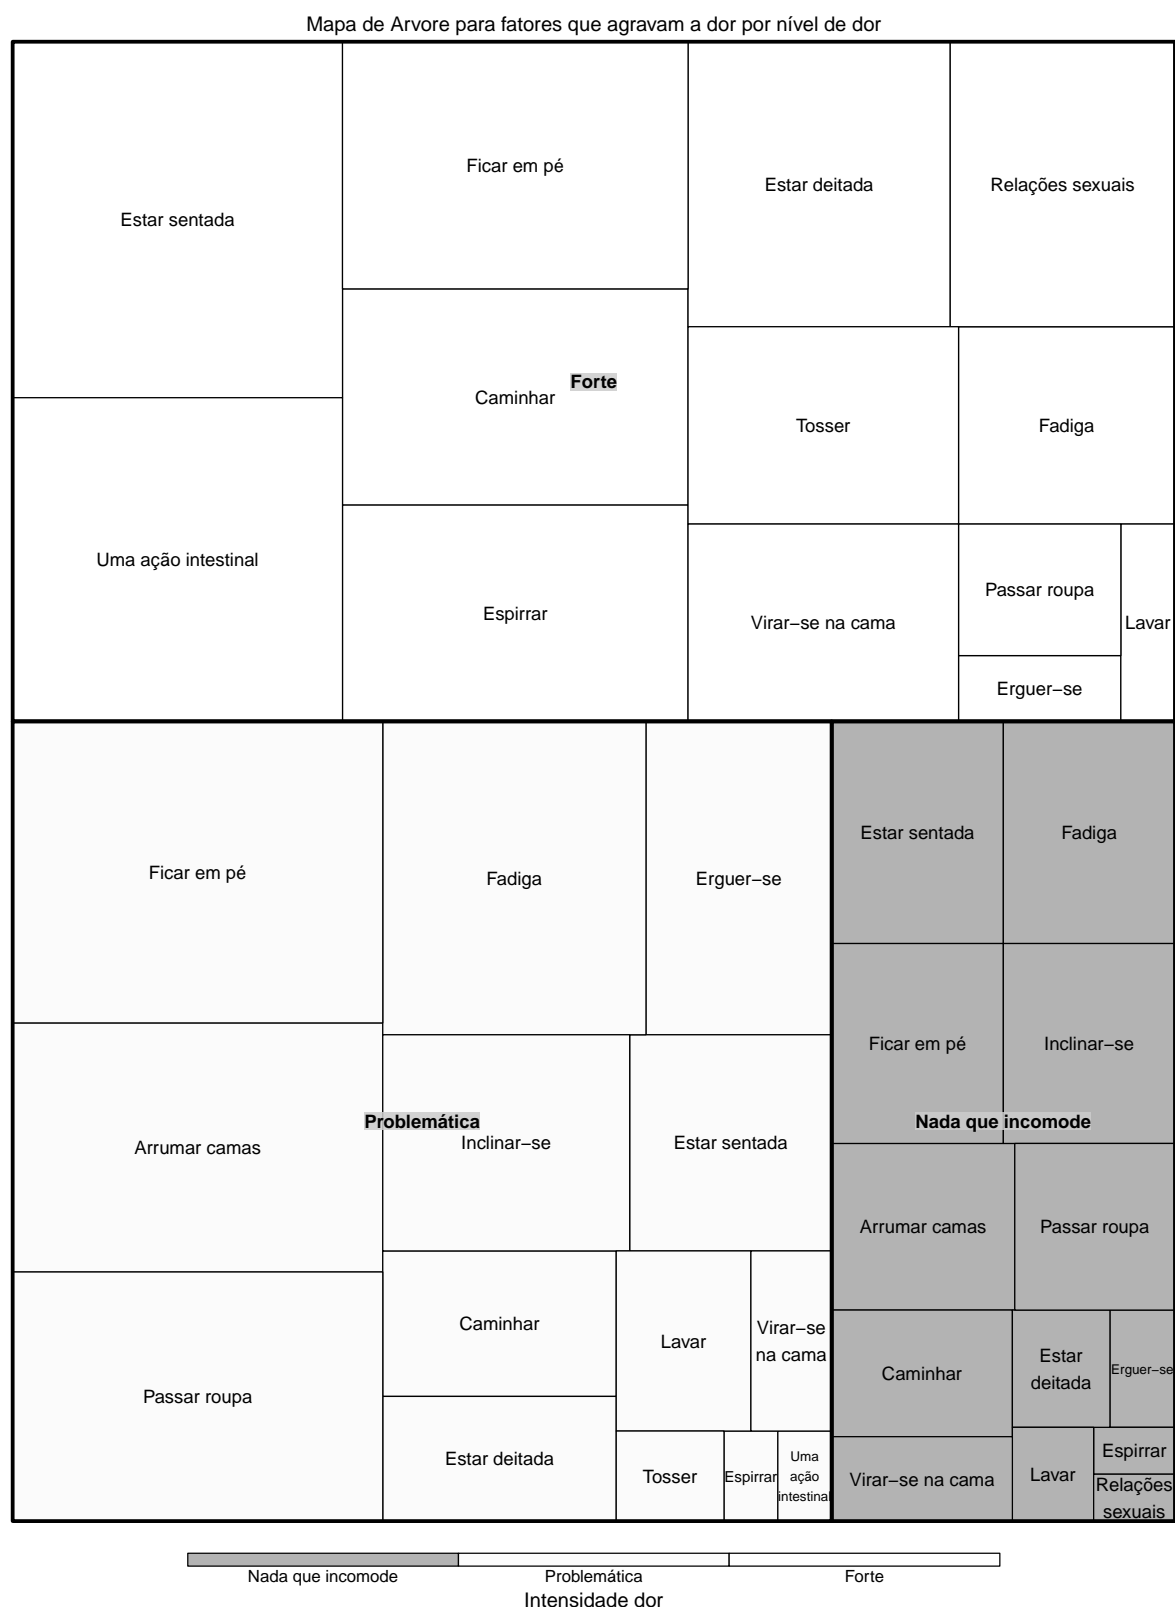 Mapa de Arvore para fatores que agravam a dor por nível de dor
Estar sentada
Ficar em pé
Estar deitada
Relações sexuais
Caminhar
Forte
Tosser
Fadiga
Uma ação intestinal
Espirrar
Virar−se na cama
Passar roupa
Lavar
Erguer−se
Ficar em pé
Fadiga
Erguer−se
Arrumar camas
Problemática
Inclinar−se
Estar sentada
Passar roupa
Caminhar
Lavar
Virar−se
na cama
Estar deitada
Tosser
Espirrar
Uma
ação
intestinal
Estar sentada
Fadiga
Ficar em pé
Inclinar−se
Nada que incomode
Arrumar camas
Passar roupa
Caminhar
Estar
deitada
Erguer−se
Virar−se na cama
Lavar
Espirrar
Relações
sexuais
Nada que incomode
Problemática
Forte
Intensidade dor